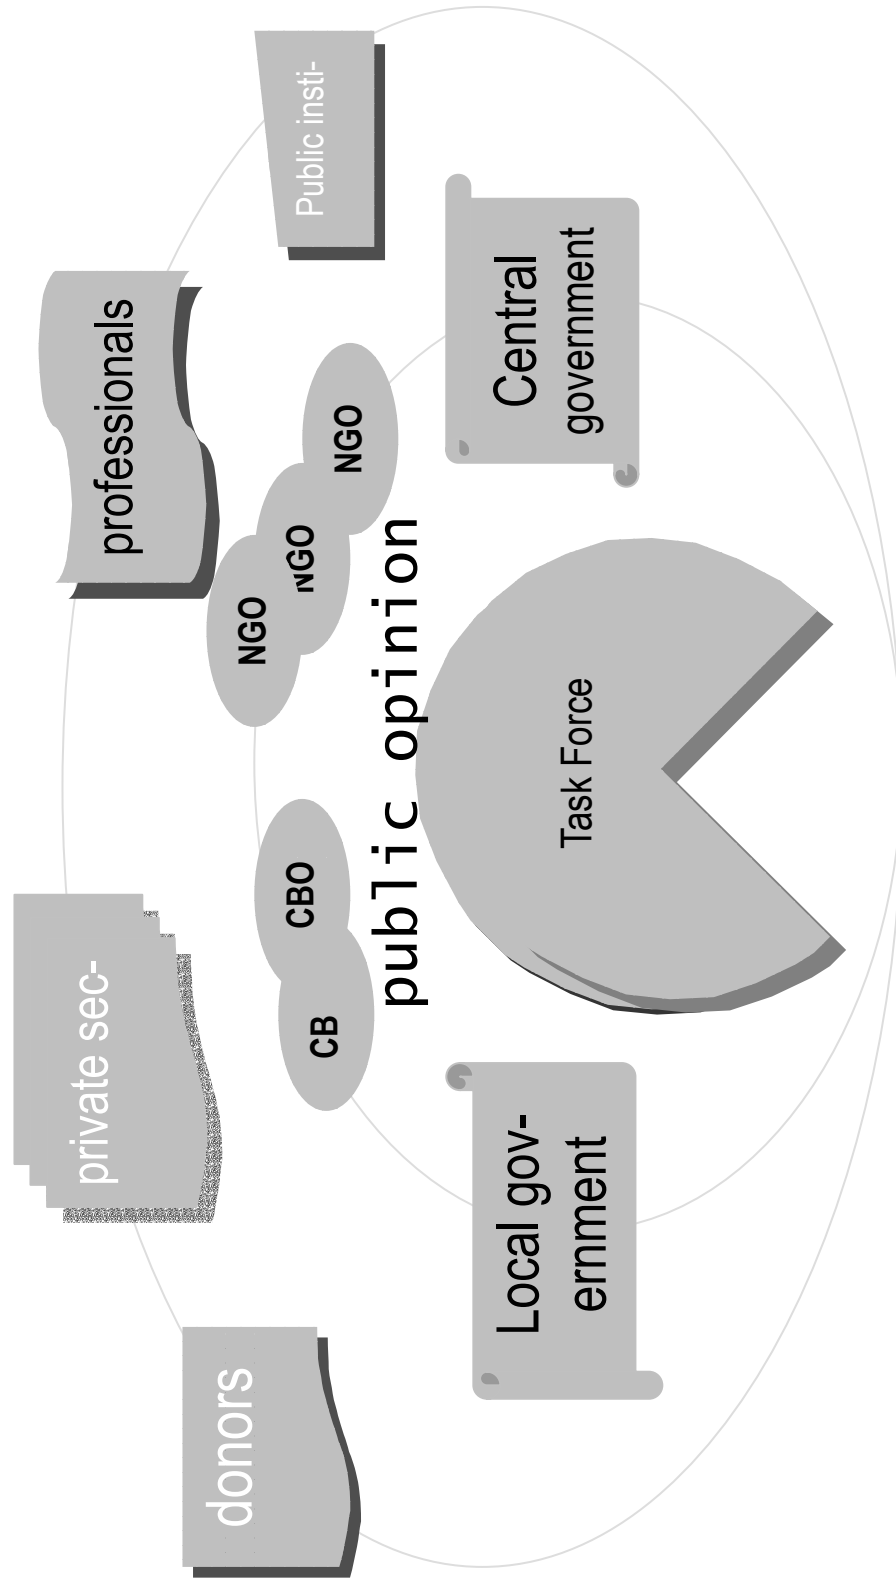 donors
private sec-
professionals
Public insti-
CB
CBO
NGO
NGO
NGO
public opinion
Local gov-
ernment
Task Force
Central
government